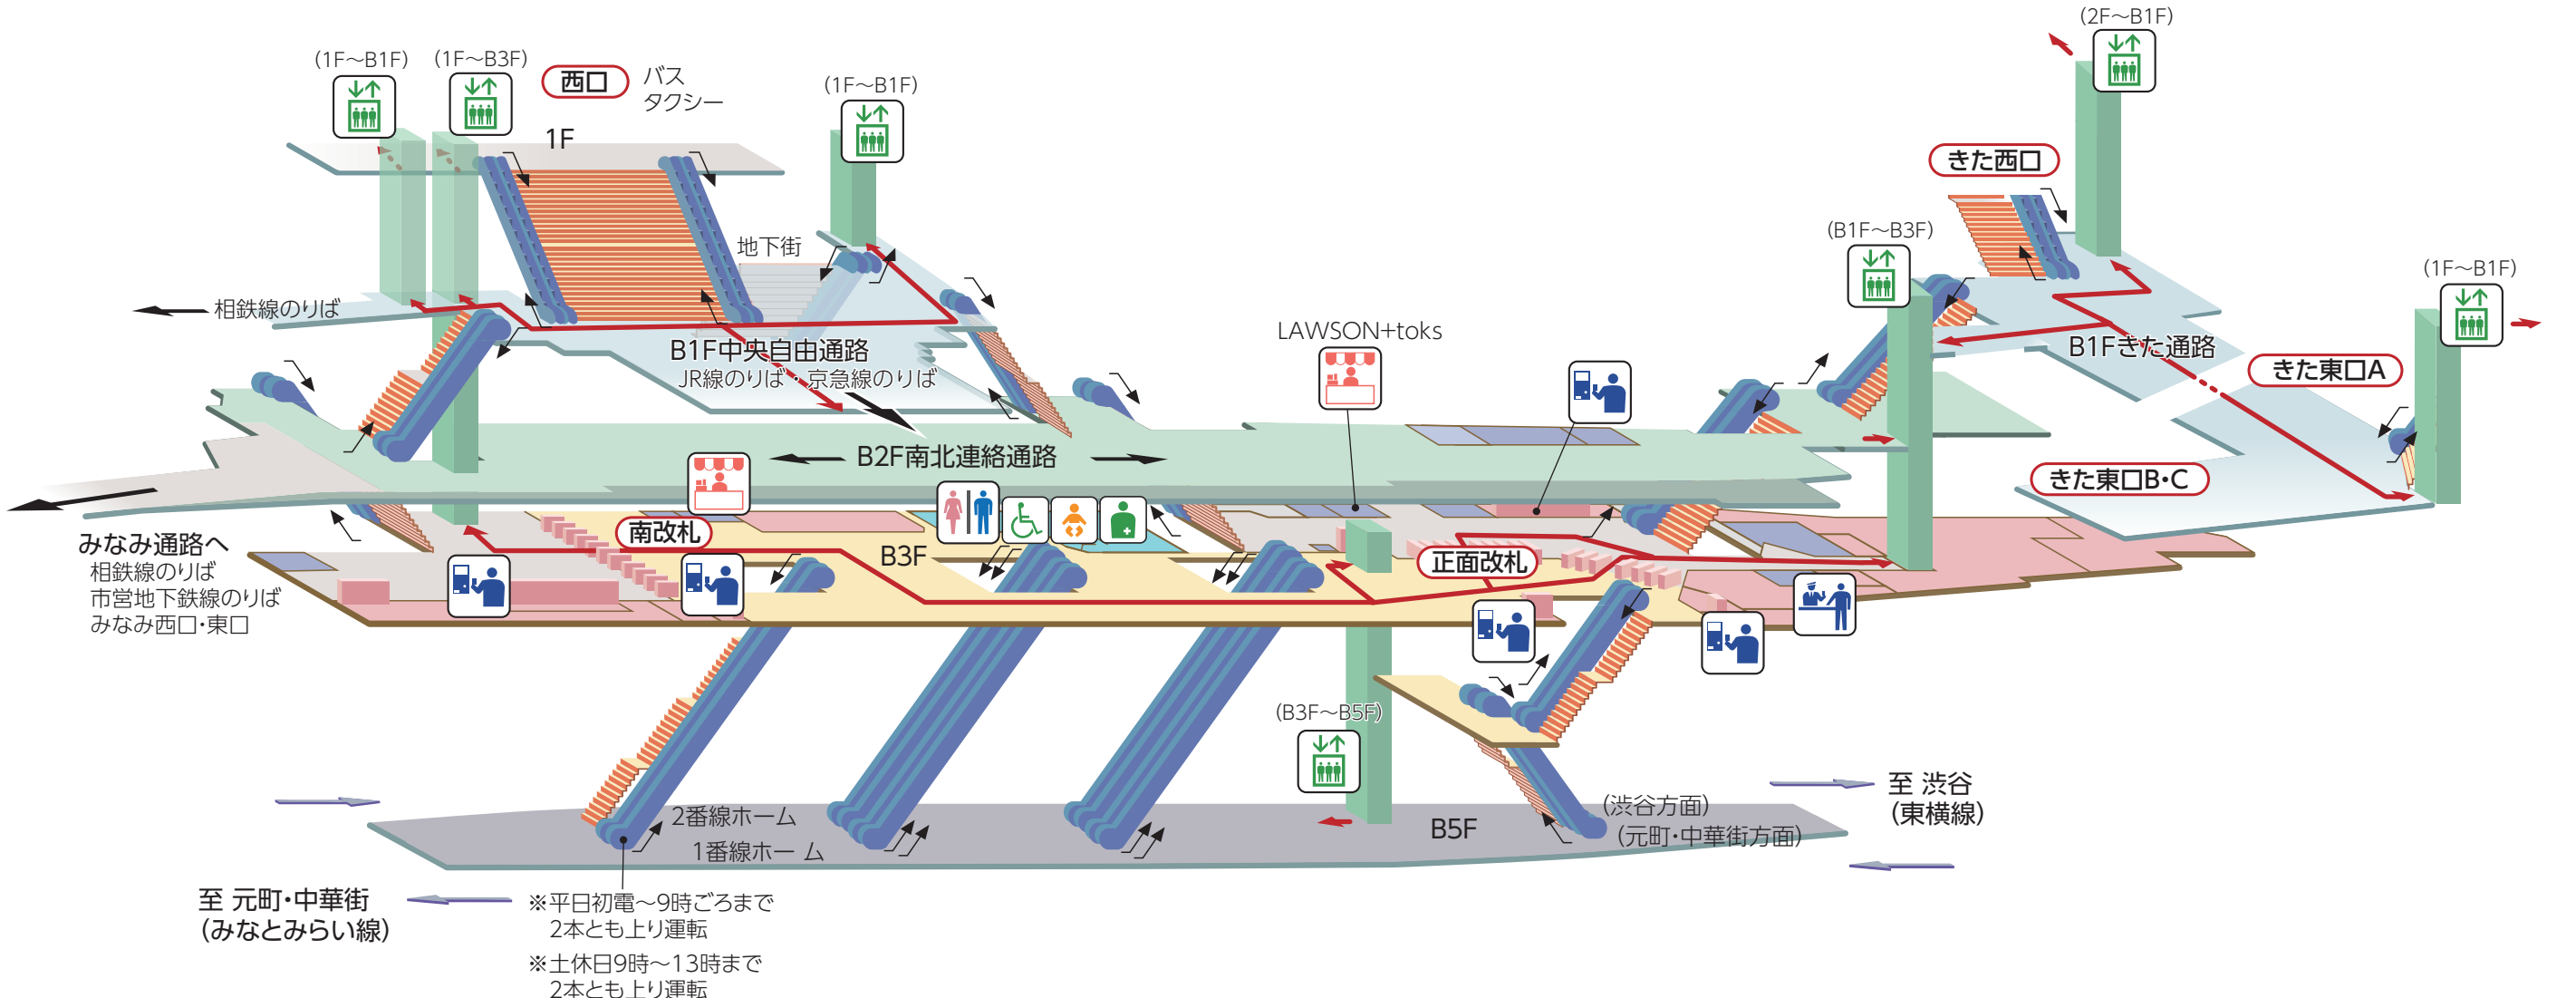 (1F～B1F)
(1F～B3F)
西口
バス
タクシー
1F
(1F～B1F)
(2F～B1F)
きた西口
(B1F～B3F)
(1F～B1F)
地下街
相鉄線のりば
B1F中央自由通路
JR線のりば・京急線のりば
LAWSON+toks
B1Fきた通路
きた東口A
きた東口B・C
B2F南北連絡通路
みなみ通路へ
相鉄線のりば
市営地下鉄線のりば
みなみ西口・東口
南改札
B3F
正面改札
(B3F～B5F)
2番線ホーム
1番線ホーム
B5F
(渋谷方面)
(元町・中華街方面)
至 渋谷
(東横線)
至 元町・中華街
(みなとみらい線)
※平日初電～9時ごろまで
2本とも上り運転
※土休日9時～13時まで
2本とも上り運転